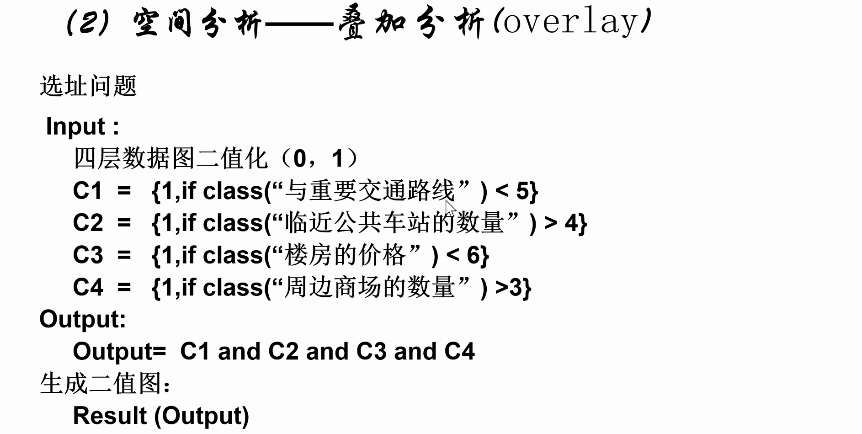 (2) 空间分析——叠加分析(overlay)
选址问题
Input :
四层数据图二值化（0，1）
C1 = {1,if class(“与重要交通路线”) < 5}
C2 = {1,if class(“临近公共车站的数量”) > 4}
C3 = {1,if class(“楼房的价格”) < 6}
C4 = {1,if class(“周边商场的数量”) >3}
Output:
Output= C1 and C2 and C3 and C4
生成二值图：
Result (Output)